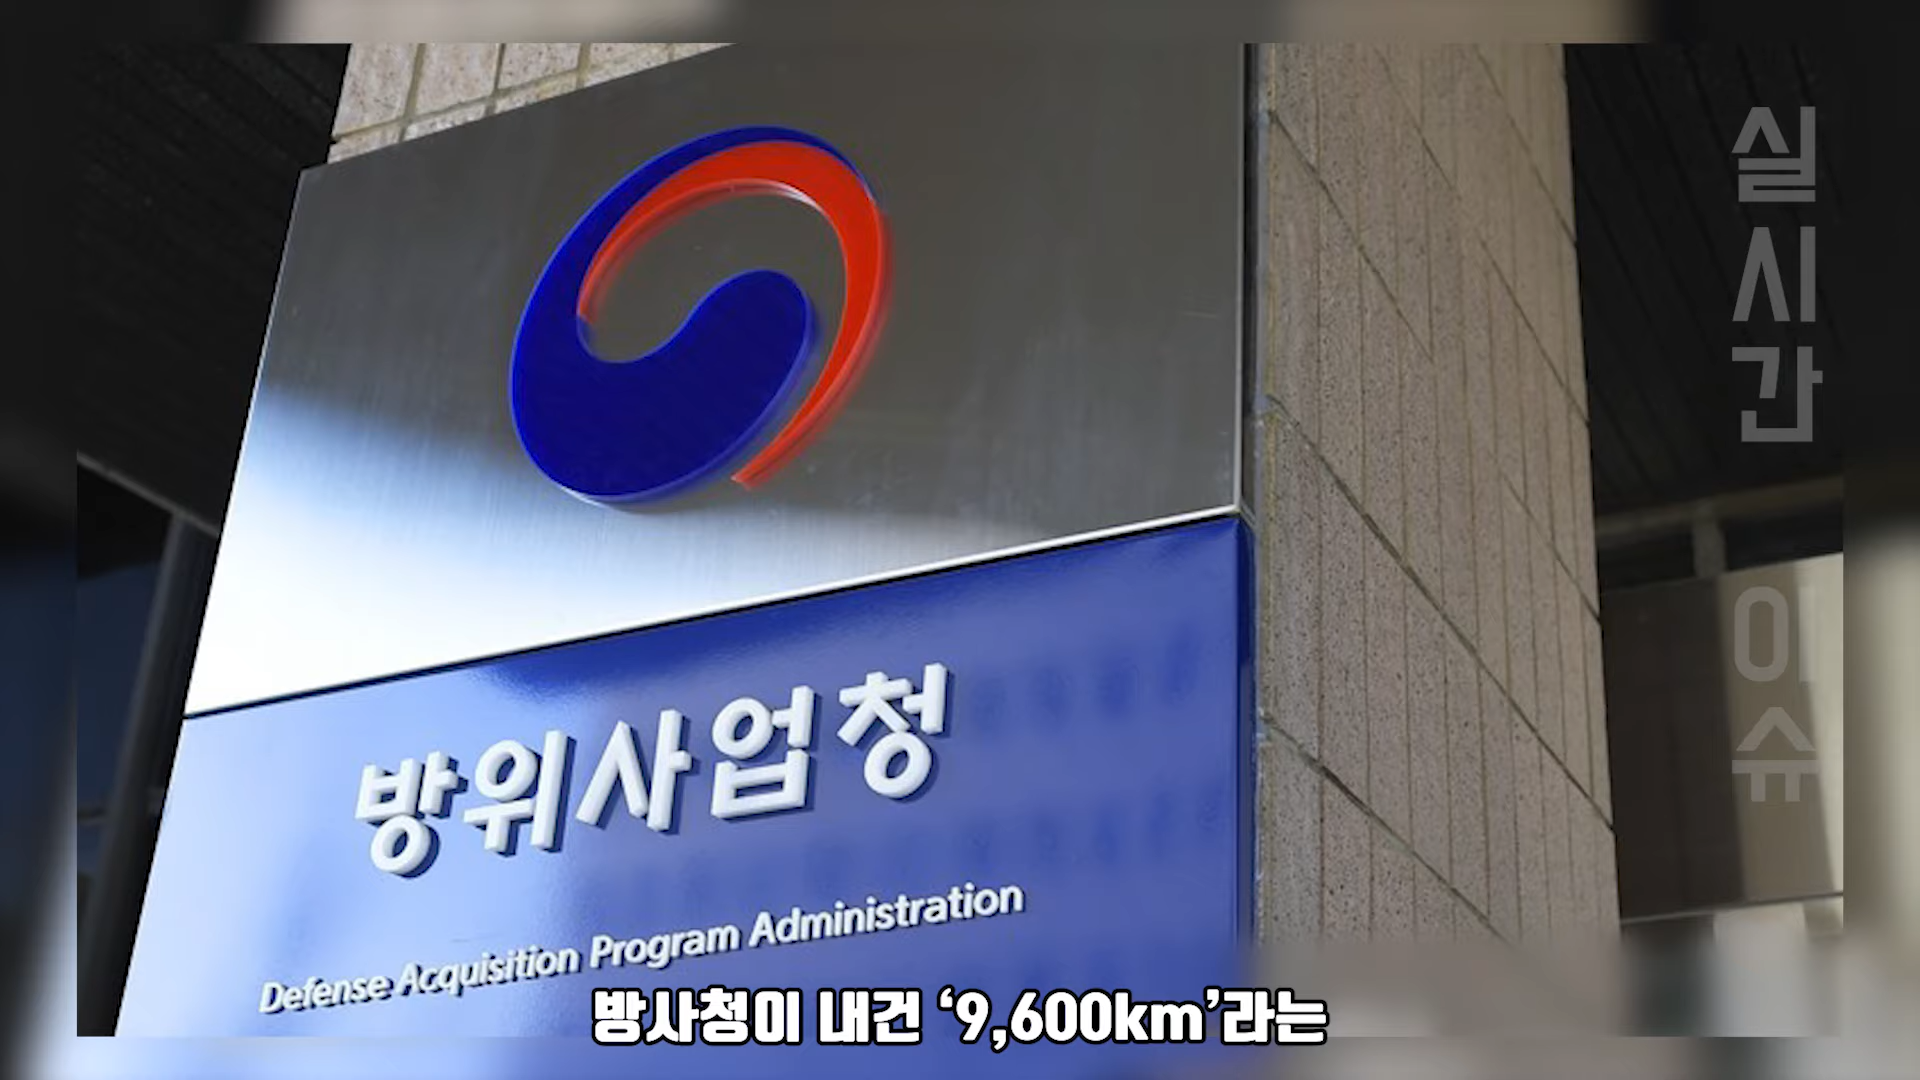 방위사업청
Defense Acquisition Program Administration
방사청이 내건 ‘9,600km’라는
실시간 이슈